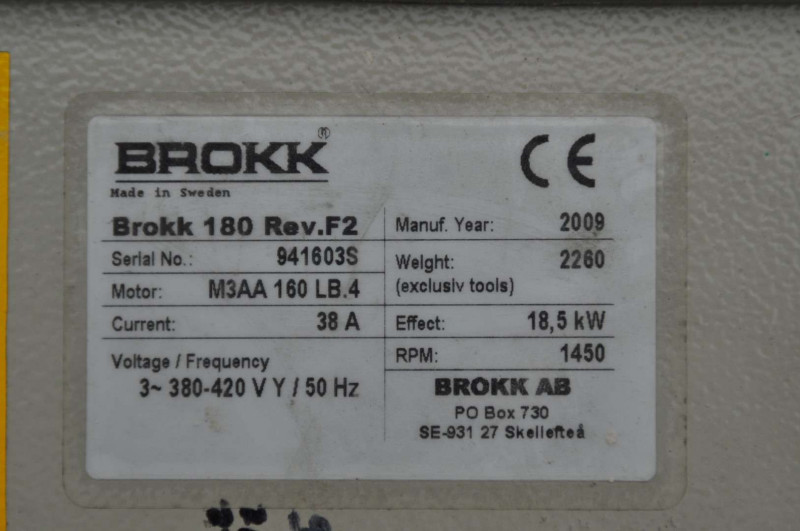 BROKK®
CE
Made in Sweden
Brokk 180 Rev.F2
Serial No.: 941603S
Motor: M3AA 160 LB.4
Current: 38 A
Voltage / Frequency
3~ 380-420 V Y / 50 Hz
Manuf. Year: 2009
Weight: 2260
(exclusiv tools)
Effect: 18,5 kW
RPM: 1450
BROKK AB
PO Box 730
SE-931 27 Skellefteå